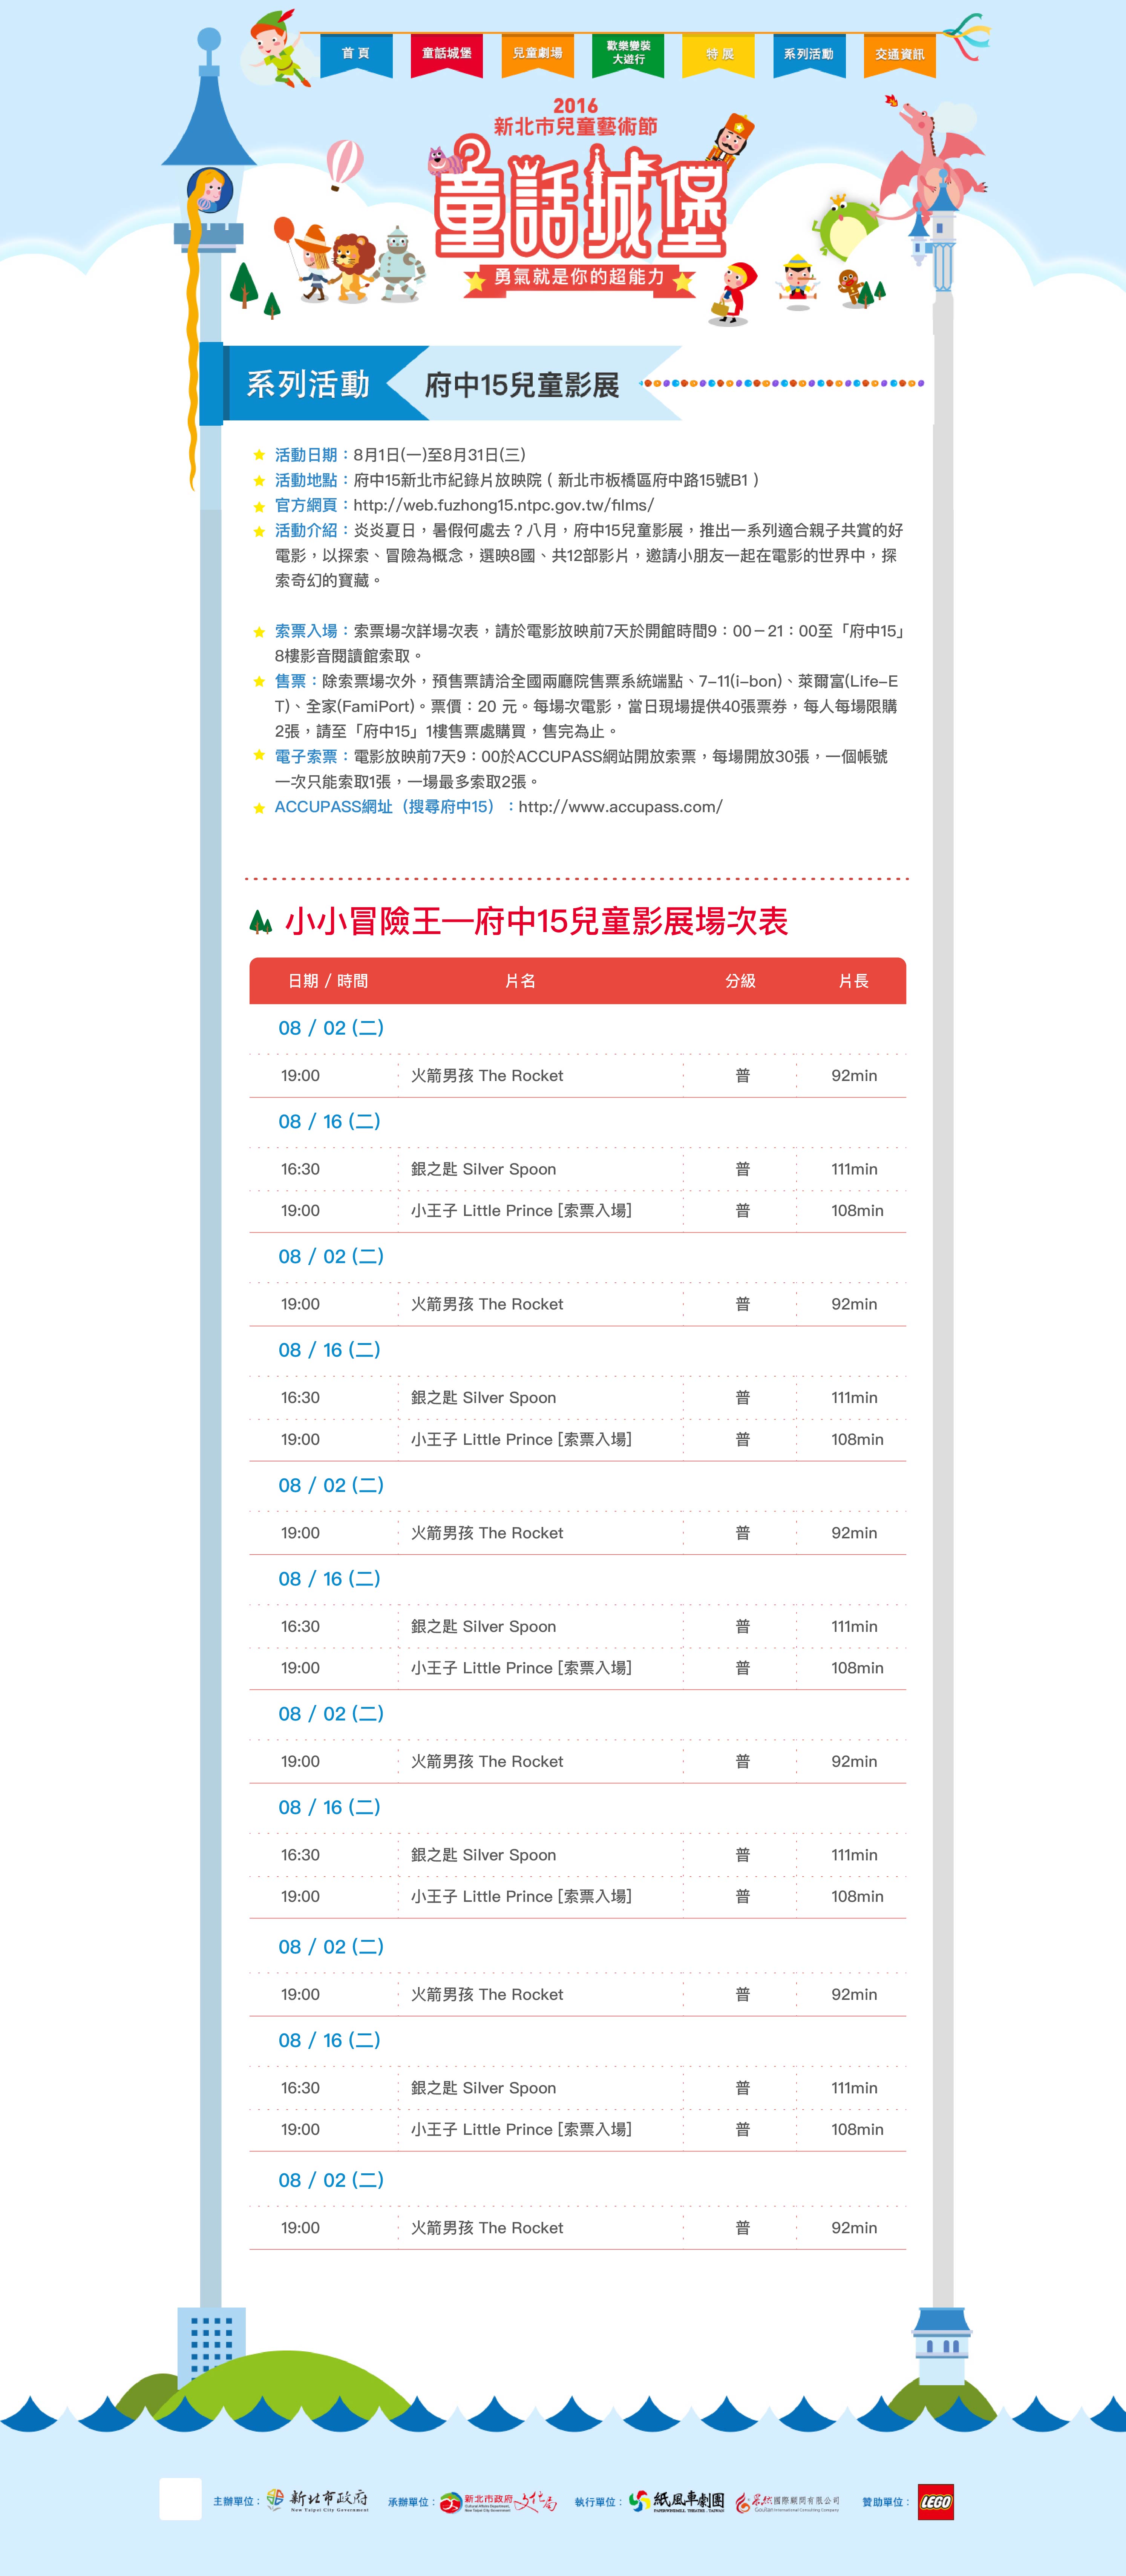 首 頁
童話城堡
兒童劇場
歡樂變裝
大遊行
特 展
系列活動
交通資訊
2016
新北市兒童藝術節
童話城堡
勇氣就是你的超能力
系列活動
府中15兒童影展
活動日期：8月1日(一)至8月31日(三)
活動地點：府中15新北市紀錄片放映院（新北市板橋區府中路15號B1）
官方網頁：http://web.fuzhong15.ntpc.gov.tw/films/
活動介紹：炎炎夏日，暑假何處去？八月，府中15兒童影展，推出一系列適合親子共賞的好
電影，以探索、冒險為概念，選映8國、共12部影片，邀請小朋友一起在電影的世界中，探
索奇幻的寶藏。
索票入場：索票場次詳場次表，請於電影放映前7天於開館時間9：00－21：00至「府中15」
8樓影音閱讀館索取。
售票：除索票場次外，預售票請洽全國兩廳院售票系統端點、7-11(i-bon)、萊爾富(Life-E
T)、全家(FamiPort)。票價：20 元。每場次電影，當日現場提供40張票券，每人每場限購
2張，請至「府中15」1樓售票處購買，售完為止。
電子索票：電影放映前7天9：00於ACCUPASS網站開放索票，每場開放30張，一個帳號
一次只能索取1張，一場最多索取2張。
ACCUPASS網址（搜尋府中15）：http://www.accupass.com/
小小冒險王—府中15兒童影展場次表
日期 / 時間 片名 分級 片長
08 / 02 (二)
19:00 火箭男孩 The Rocket 普 92min
08 / 16 (二)
16:30 銀之匙 Silver Spoon 普 111min
19:00 小王子 Little Prince [索票入場] 普 108min
08 / 02 (二)
19:00 火箭男孩 The Rocket 普 92min
08 / 16 (二)
16:30 銀之匙 Silver Spoon 普 111min
19:00 小王子 Little Prince [索票入場] 普 108min
08 / 02 (二)
19:00 火箭男孩 The Rocket 普 92min
08 / 16 (二)
16:30 銀之匙 Silver Spoon 普 111min
19:00 小王子 Little Prince [索票入場] 普 108min
08 / 02 (二)
19:00 火箭男孩 The Rocket 普 92min
08 / 16 (二)
16:30 銀之匙 Silver Spoon 普 111min
19:00 小王子 Little Prince [索票入場] 普 108min
08 / 02 (二)
19:00 火箭男孩 The Rocket 普 92min
08 / 16 (二)
16:30 銀之匙 Silver Spoon 普 111min
19:00 小王子 Little Prince [索票入場] 普 108min
08 / 02 (二)
19:00 火箭男孩 The Rocket 普 92min
主辦單位：
新北市政府
New Taipei City Government
承辦單位：
新北市政府
文化局
執行單位：
紙風車劇團
PAPERWINDMILL THEATRE . TAIWAN
國際顧問有限公司
贊助單位：
LEGO